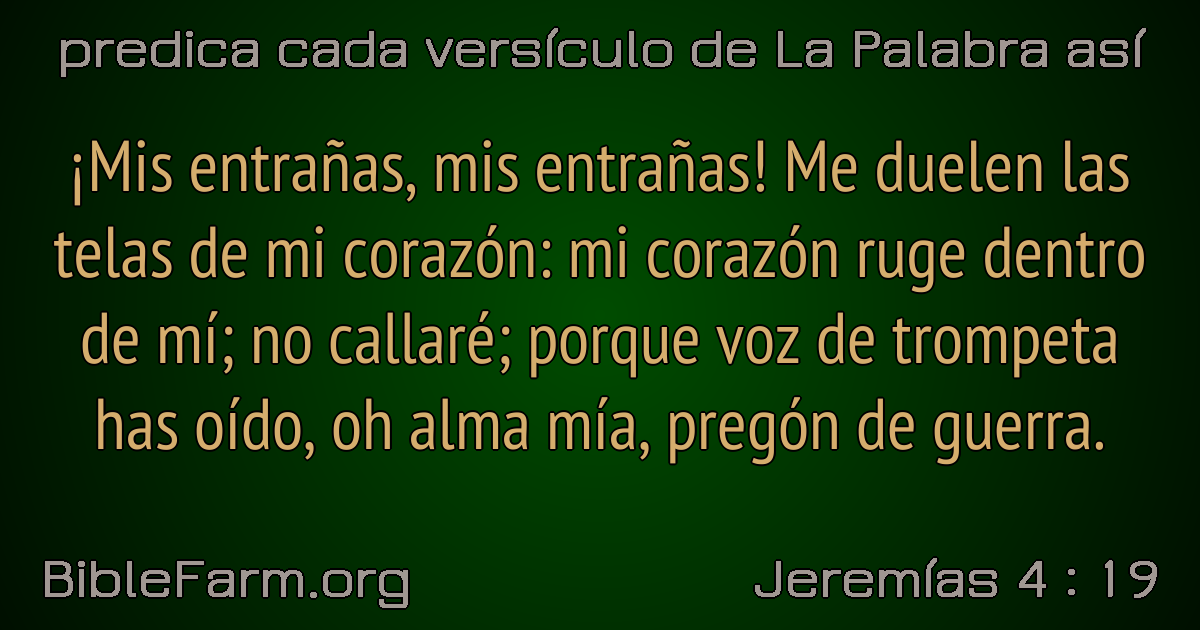 predica cada versículo de La Palabra así
¡Mis entrañas, mis entrañas! Me duelen las
telas de mi corazón: mi corazón ruge dentro
de mí; no callaré; porque voz de trompeta
has oído, oh alma mía, pregón de guerra.
BibleFarm.org
Jeremías 4 : 19